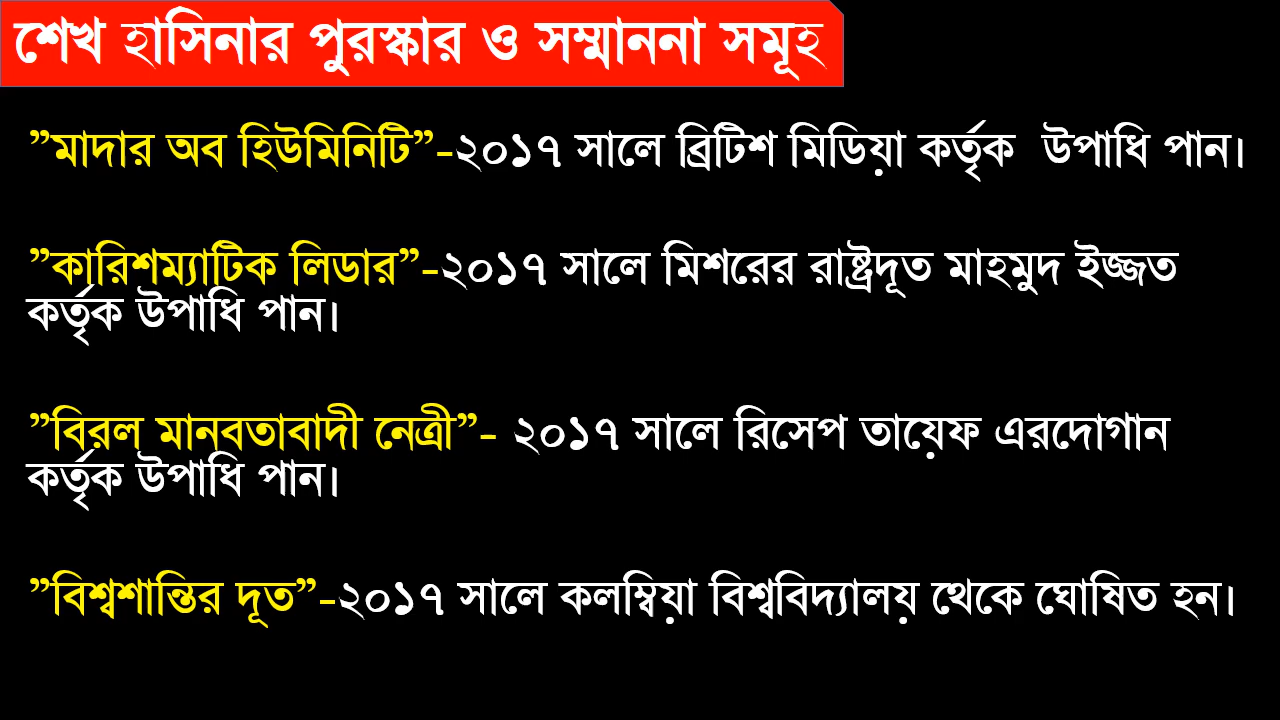 শেখ হাসিনার পুরস্কার ও সম্মাননা সমূহ
”মাদার অব হিউমিনিটি”-২০১৭ সালে ব্রিটিশ মিডিয়া কর্তৃক উপাধি পান।
”কারিশম্যাটিক লিডার”-২০১৭ সালে মিশরের রাষ্ট্রদূত মাহমুদ ইজ্জত
কর্তৃক উপাধি পান।
”বিরল মানবতাবাদী নেত্রী”- ২০১৭ সালে রিসেপ তায়েফ এরদোগান
কর্তৃক উপাধি পান।
”বিশ্বশান্তির দূত”-২০১৭ সালে কলম্বিয়া বিশ্ববিদ্যালয় থেকে ঘোষিত হন।